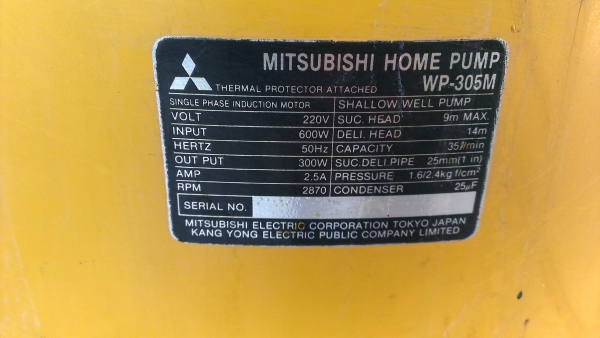 MITSUBISHI HOME PUMP
THERMAL PROTECTOR ATTACHED WP-305M
SINGLE PHASE INDUCTION MOTOR SHALLOW WELL PUMP
VOLT 220V SUC. HEAD 9m MAX.
INPUT 600W DELI. HEAD 14m
HERTZ 50Hz CAPACITY 35ℓ/min
OUT PUT 300W SUC.DELI PIPE 25mm(1 in)
AMP 2.5A PRESSURE 1.6/2.4kg f/cm²
RPM 2870 CONDENSER 25µF
SERIAL NO.
MITSUBISHI ELECTRIC CORPORATION TOKYO JAPAN
KANG YONG ELECTRIC PUBLIC COMPANY LIMITED